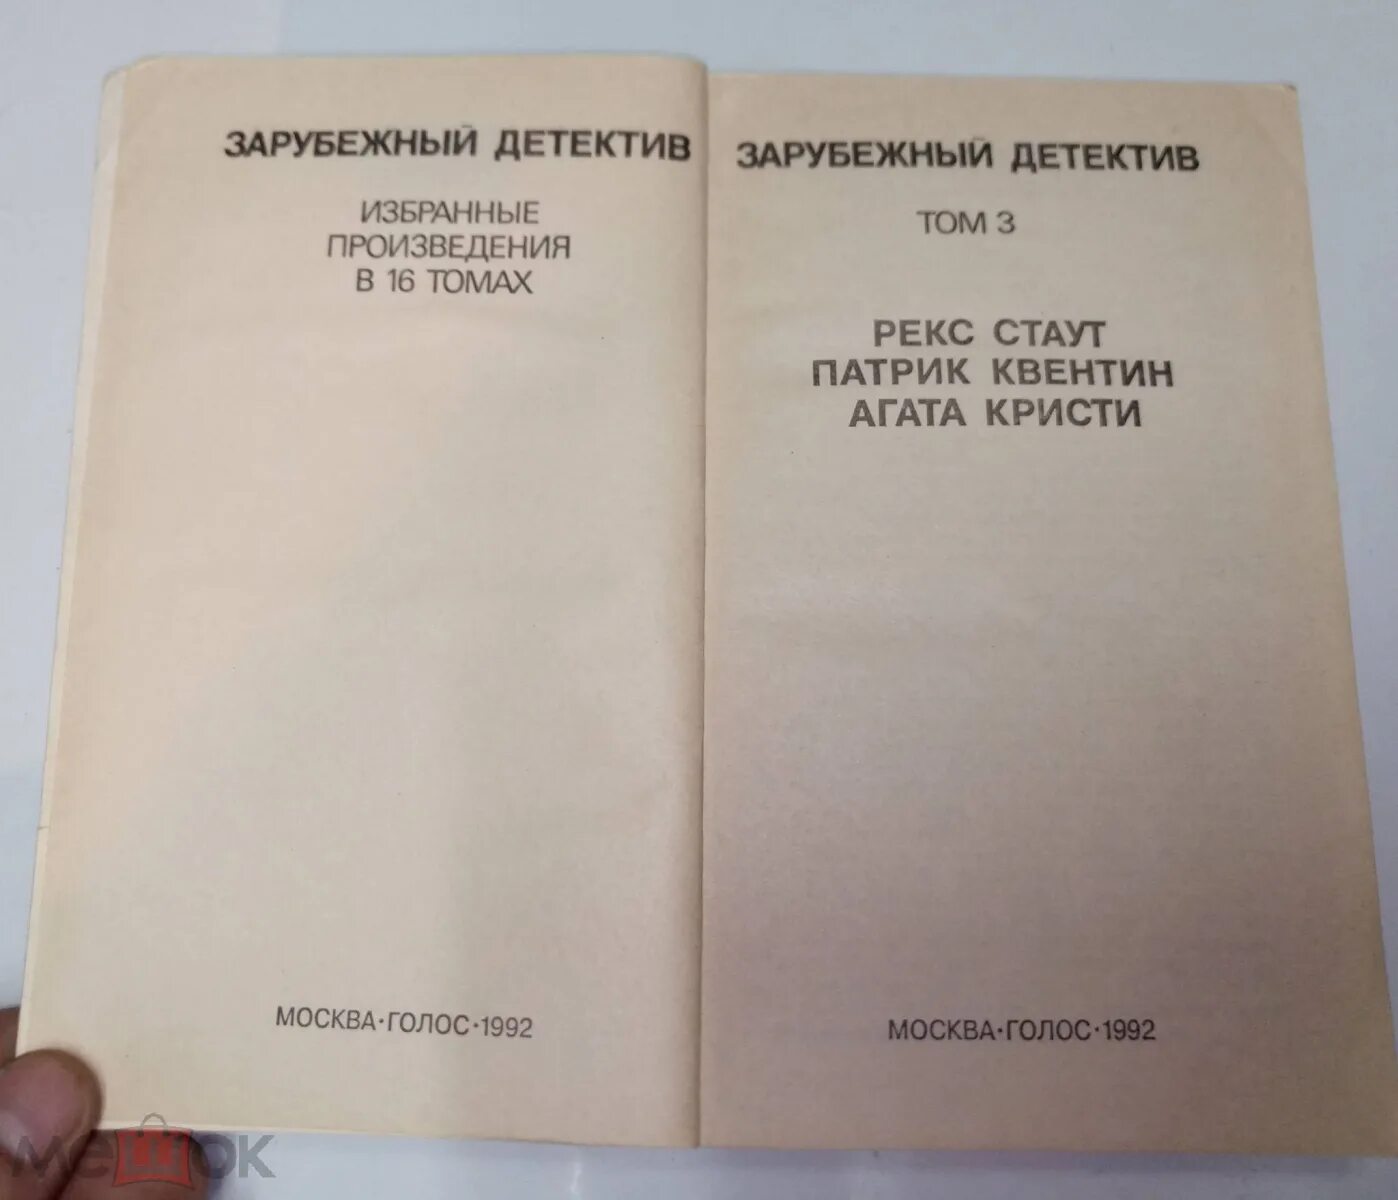 ЗАРУБЕЖНЫЙ ДЕТЕКТИВ
ИЗБРАННЫЕ
ПРОИЗВЕДЕНИЯ
В 16 ТОМАХ
МОСКВА·ГОЛОС·1992
ЗАРУБЕЖНЫЙ ДЕТЕКТИВ
ТОМ 3
РЕКС СТАУТ
ПАТРИК КВЕНТИН
АГАТА КРИСТИ
МОСКВА·ГОЛОС·1992
мешок